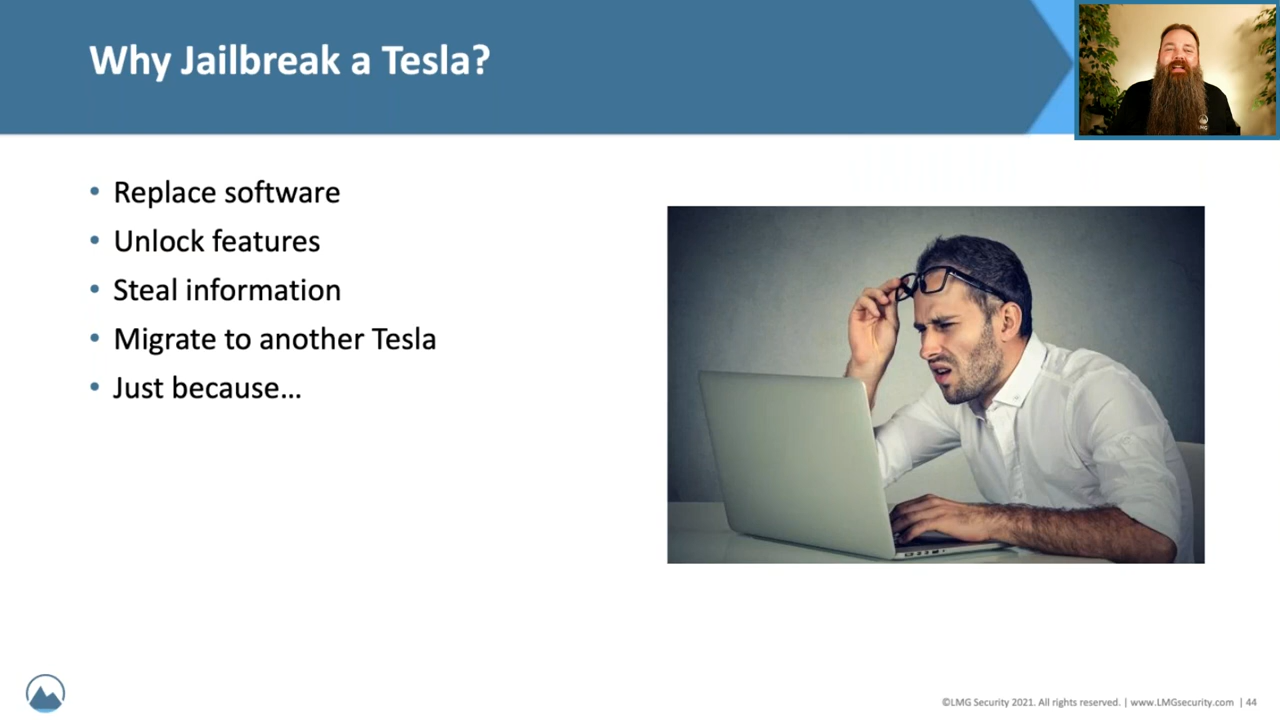 Why Jailbreak a Tesla?
• Replace software
• Unlock features
• Steal information
• Migrate to another Tesla
• Just because...
©LMG Security 2021. All rights reserved. | www.LMGsecurity.com | 44